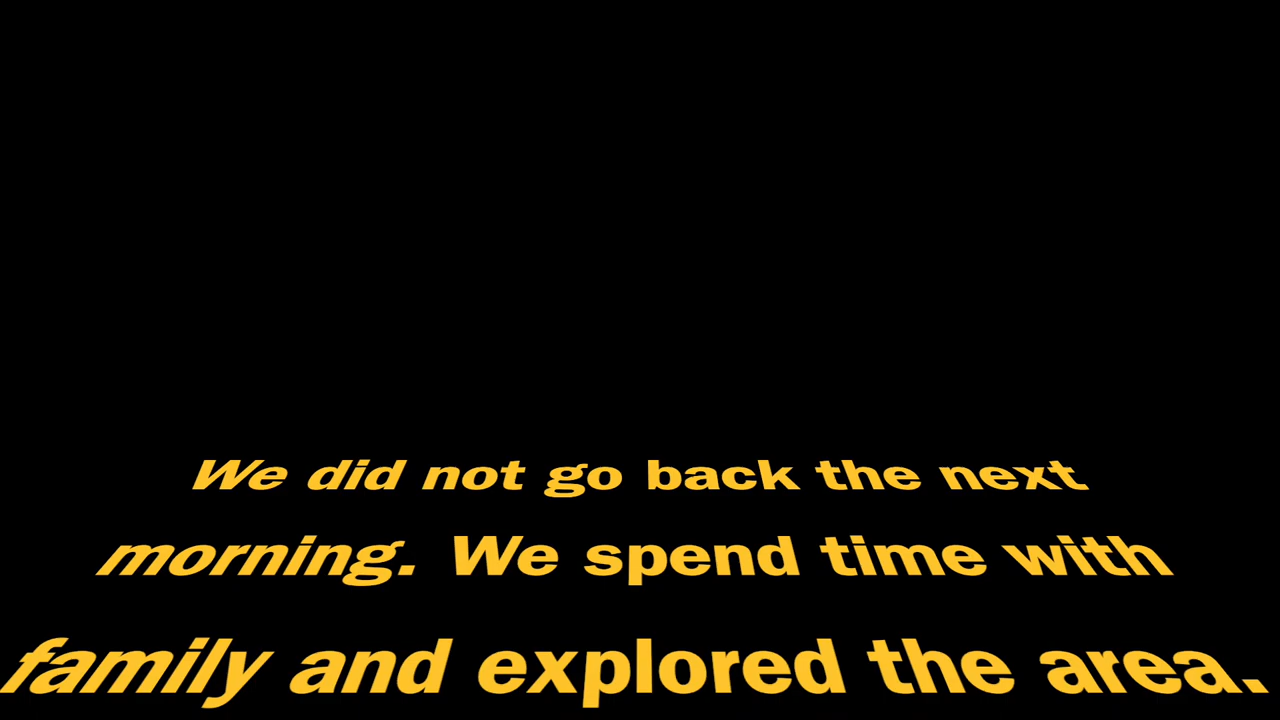 We did not go back the next
morning. We spend time with
family and explored the area.